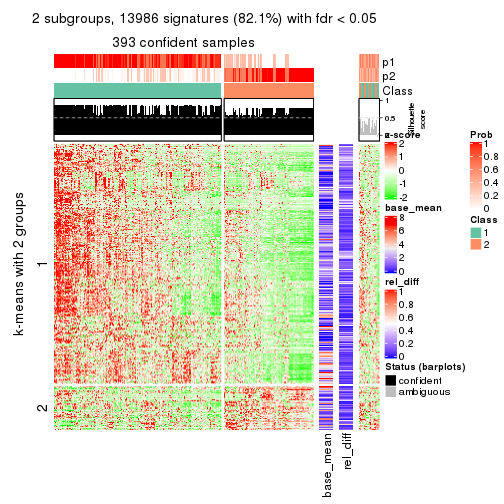 2 subgroups, 13986 signatures (82.1%) with fdr < 0.05
393 confident samples
p1
p2
Class
1
0.5
0
Silhouette
score
k-means with 2 groups
1
2
base_mean
rel_diff
z-score
2
1
0
-1
-2
base_mean
8
6
4
2
0
rel_diff
1
0.8
0.6
0.4
0.2
0
Status (barplots)
confident
ambiguous
Prob
1
0.8
0.6
0.4
0.2
0
Class
1
2